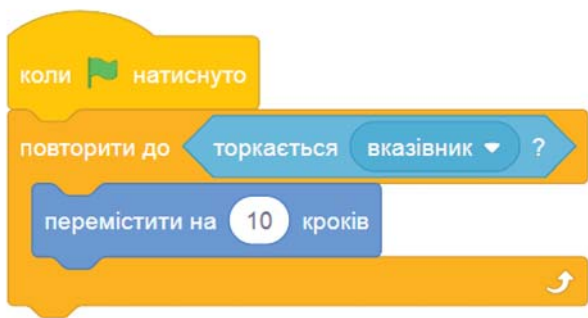 коли натиснуто
повторити до торкається вказівник ?
перемістити на 10 кроків